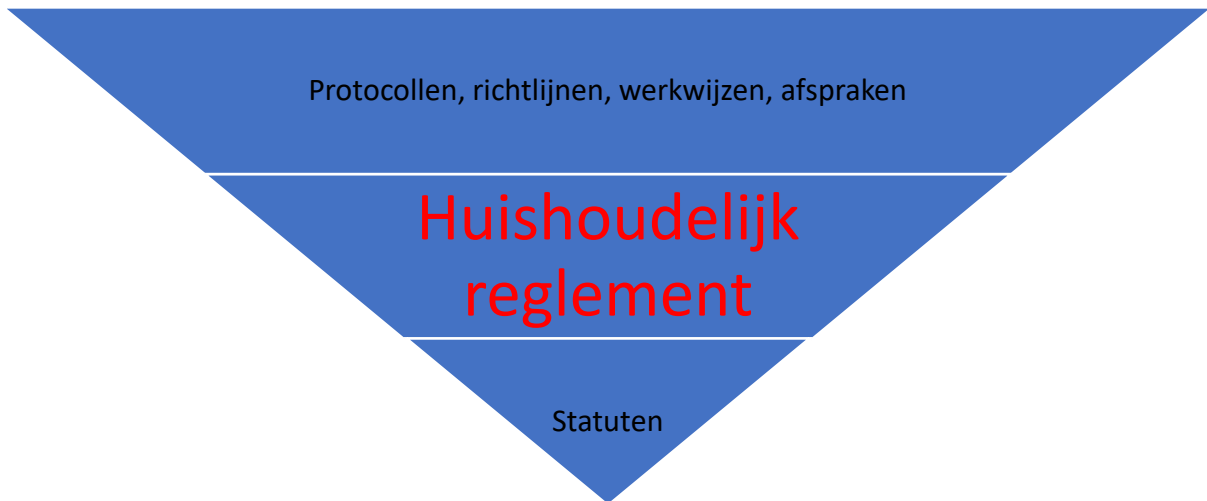 Protocollen, richtlijnen, werkwijzen, afspraken
Huishoudelijk
reglement
Statuten